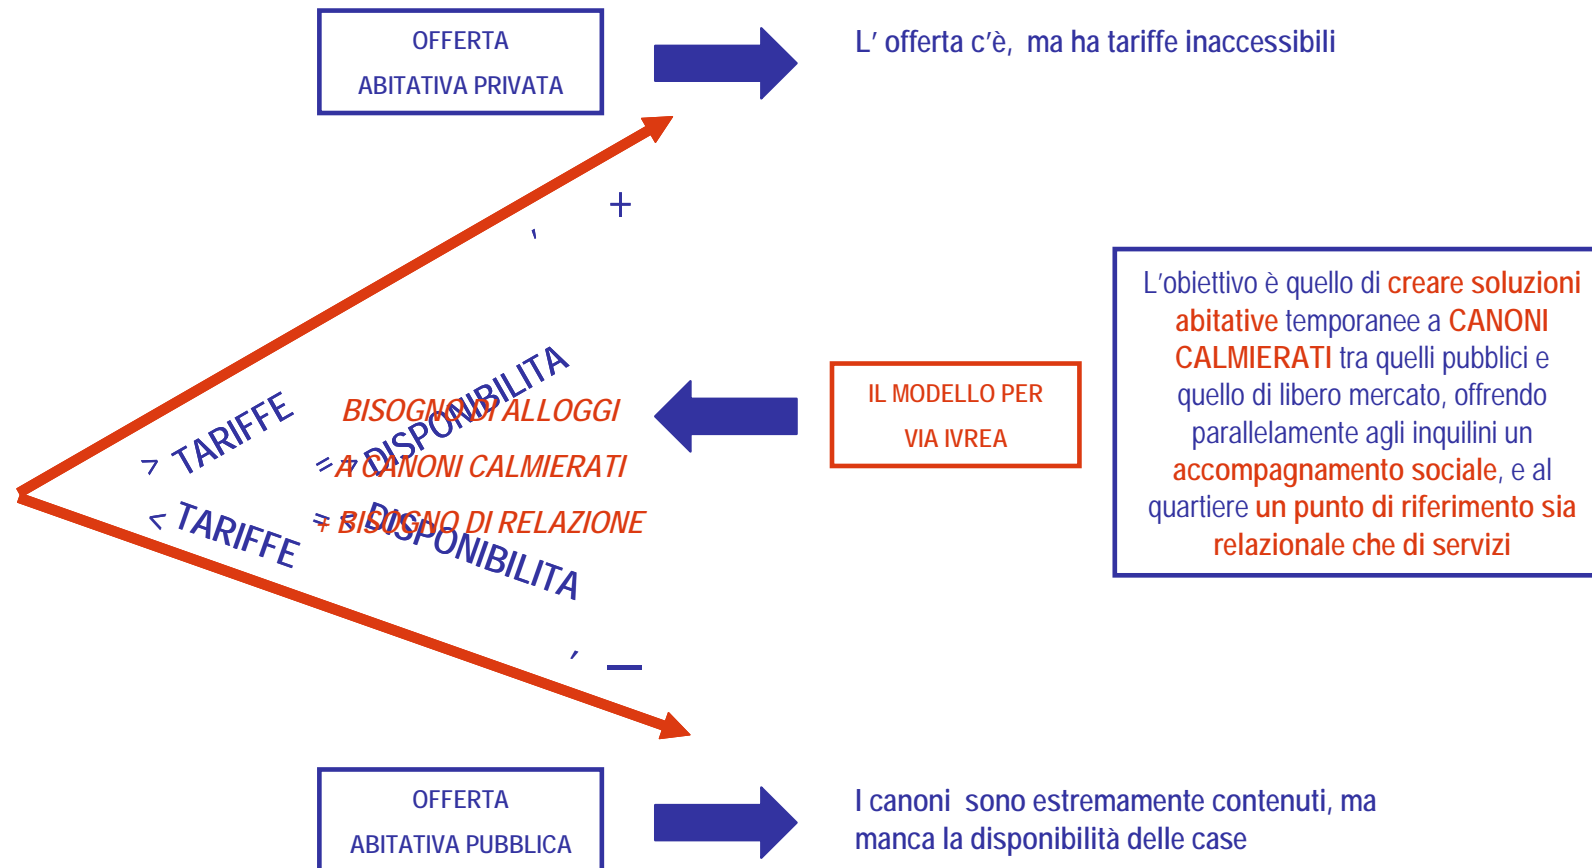 OFFERTA
ABITATIVA PRIVATA
L' offerta c'è, ma ha tariffe inaccessibili
+
> TARIFFE => DISPONIBILITA'
BISOGNO DI ALLOGGI
A CANONI CALMIERATI
+ BISOGNO DI RELAZIONE
< TARIFFE =< DISPONIBILITA'
–
IL MODELLO PER
VIA IVREA
L'obiettivo è quello di creare soluzioni
abitative temporanee a CANONI
CALMIERATI tra quelli pubblici e
quello di libero mercato, offrendo
parallelamente agli inquilini un
accompagnamento sociale, e al
quartiere un punto di riferimento sia
relazionale che di servizi
OFFERTA
ABITATIVA PUBBLICA
I canoni sono estremamente contenuti, ma
manca la disponibilità delle case